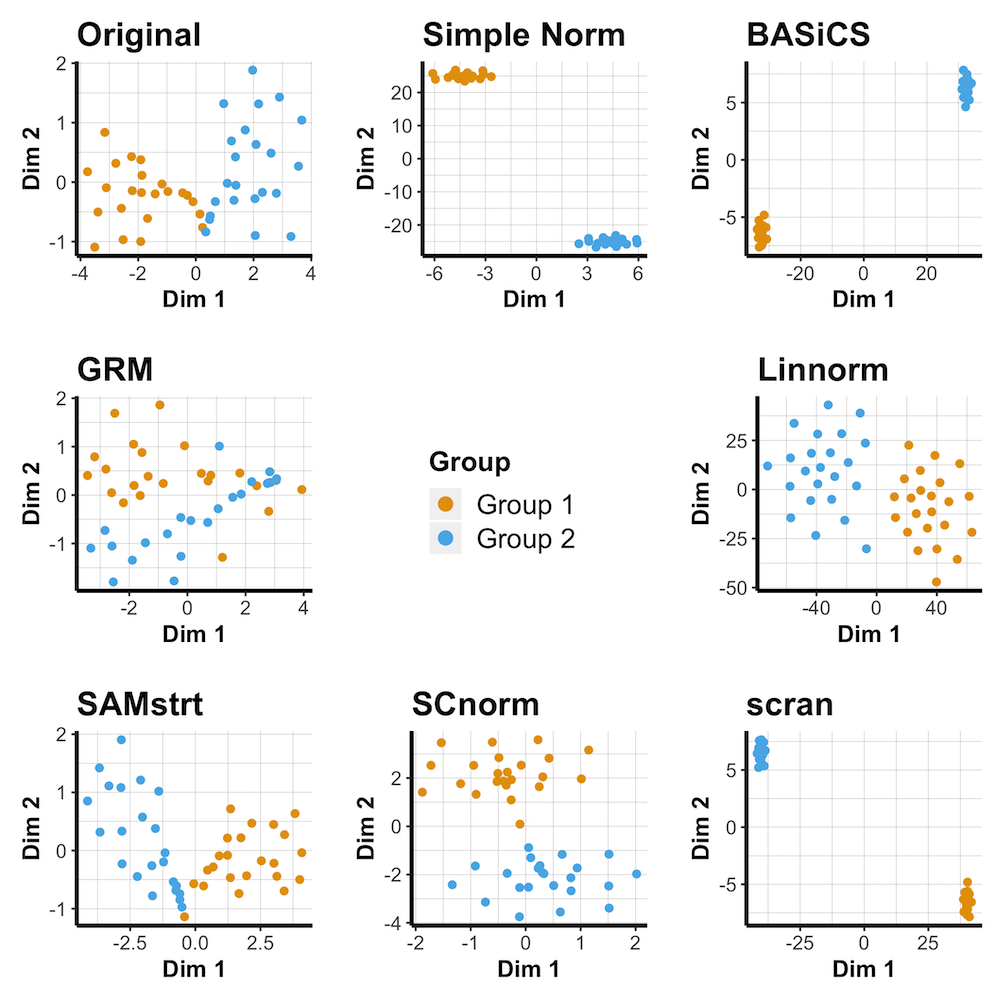 Original
Simple Norm
BASiCS
2
1
0
-1
Dim 2
-4 -2 0 2 4
Dim 1
20
10
0
-10
-20
Dim 2
-6 -3 0 3 6
Dim 1
5
0
-5
Dim 2
-20 0 20
Dim 1
GRM
2
1
0
-1
Dim 2
-2 0 2 4
Dim 1
Group
Group 1
Group 2
Linnorm
25
0
-25
-50
Dim 2
-40 0 40
Dim 1
SAMstrt
2
1
0
-1
Dim 2
-2.5 0.0 2.5
Dim 1
SCnorm
2
0
-2
-4
Dim 2
-2 -1 0 1 2
Dim 1
scran
5
0
-5
Dim 2
-25 0 25
Dim 1